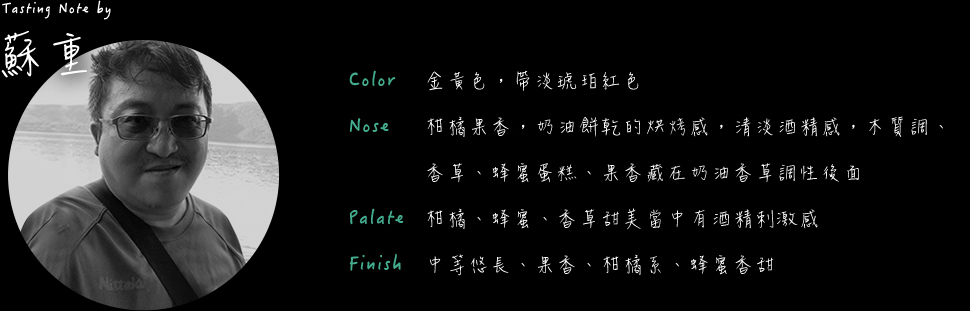 Tasting Note by
蘇重
Color 金黃色，帶淡琥珀紅色
Nose 柑橘果香，奶油餅乾的烘烤感，清淡酒精感，木質調、
香草、蜂蜜蛋糕、果香藏在奶油香草調性後面
Palate 柑橘、蜂蜜、香草甜美當中有酒精刺激感
Finish 中等悠長、果香、柑橘系、蜂蜜香甜
Nittaku